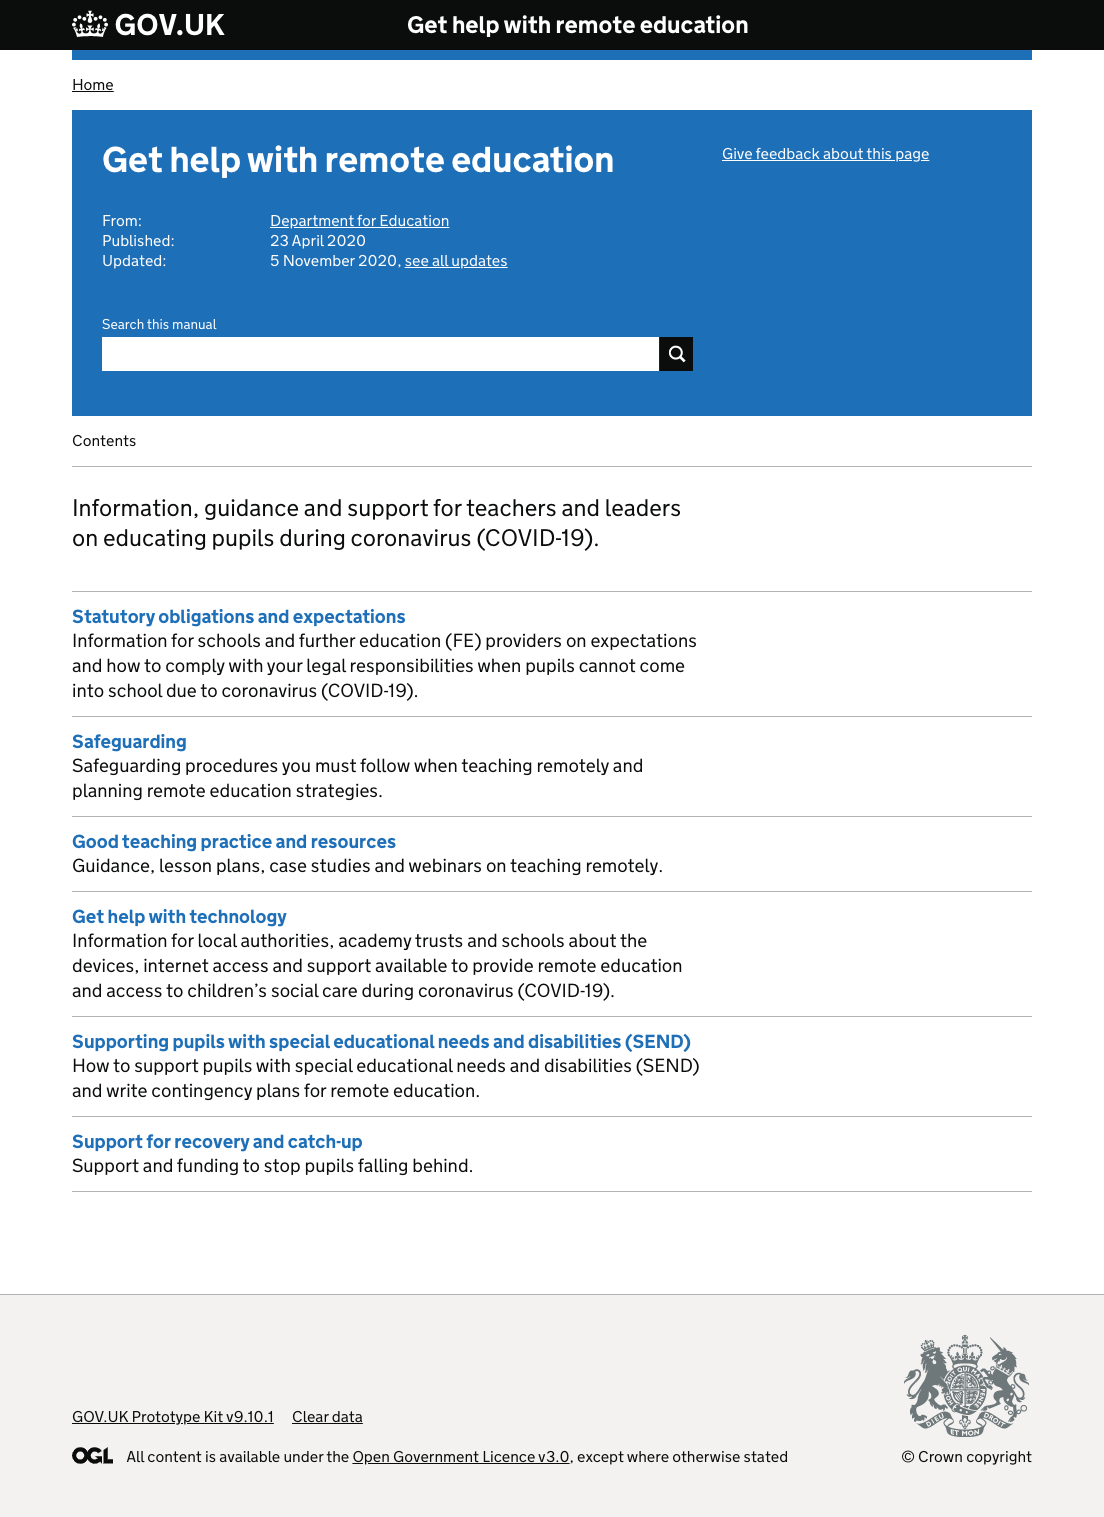 GOV.UK Get help with remote education
Home
Get help with remote education
Give feedback about this page
From: Department for Education
Published: 23 April 2020
Updated: 5 November 2020, see all updates
Search this manual
Contents
Information, guidance and support for teachers and leaders
on educating pupils during coronavirus (COVID-19).
Statutory obligations and expectations
Information for schools and further education (FE) providers on expectations
and how to comply with your legal responsibilities when pupils cannot come
into school due to coronavirus (COVID-19).
Safeguarding
Safeguarding procedures you must follow when teaching remotely and
planning remote education strategies.
Good teaching practice and resources
Guidance, lesson plans, case studies and webinars on teaching remotely.
Get help with technology
Information for local authorities, academy trusts and schools about the
devices, internet access and support available to provide remote education
and access to children’s social care during coronavirus (COVID-19).
Supporting pupils with special educational needs and disabilities (SEND)
How to support pupils with special educational needs and disabilities (SEND)
and write contingency plans for remote education.
Support for recovery and catch-up
Support and funding to stop pupils falling behind.
GOV.UK Prototype Kit v9.10.1 Clear data
DIEU ET MON DROIT
OGL All content is available under the Open Government Licence v3.0, except where otherwise stated
© Crown copyright